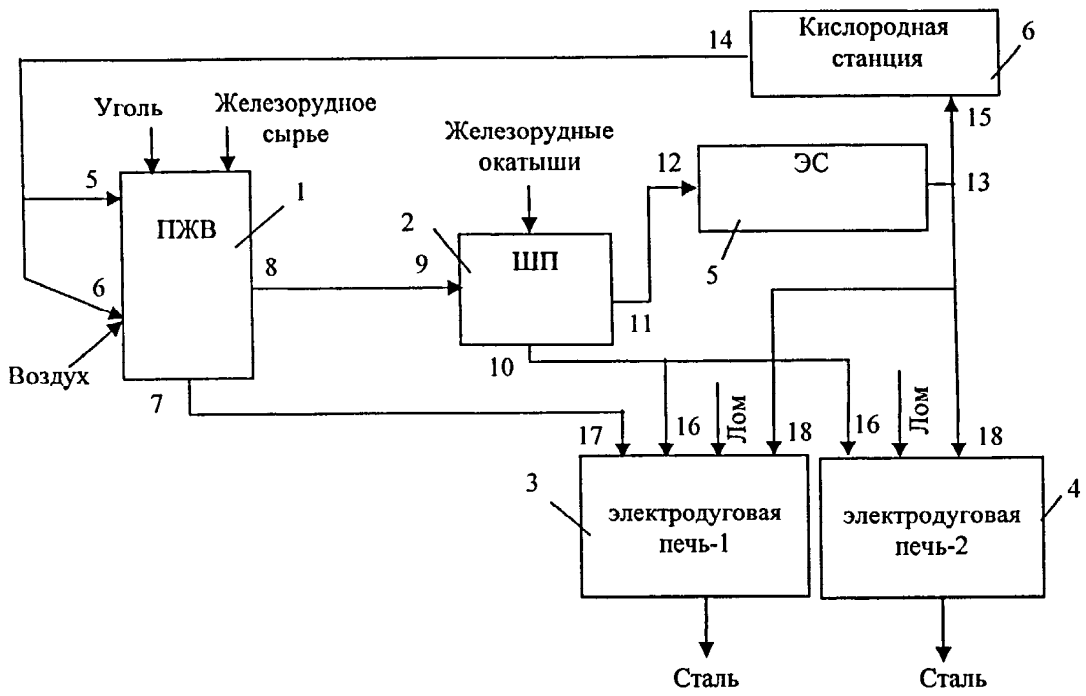 14
Кислородная
станция
6
15
Уголь
Железорудное
сырье
Железорудные
окатыши
12
ЭС
13
5
5
1
ПЖВ
2
ШП
8
9
6
11
Воздух
10
7
17
16
Лом
18
16
Лом
18
3
электродуговая
печь-1
электродуговая
печь-2
4
Сталь
Сталь